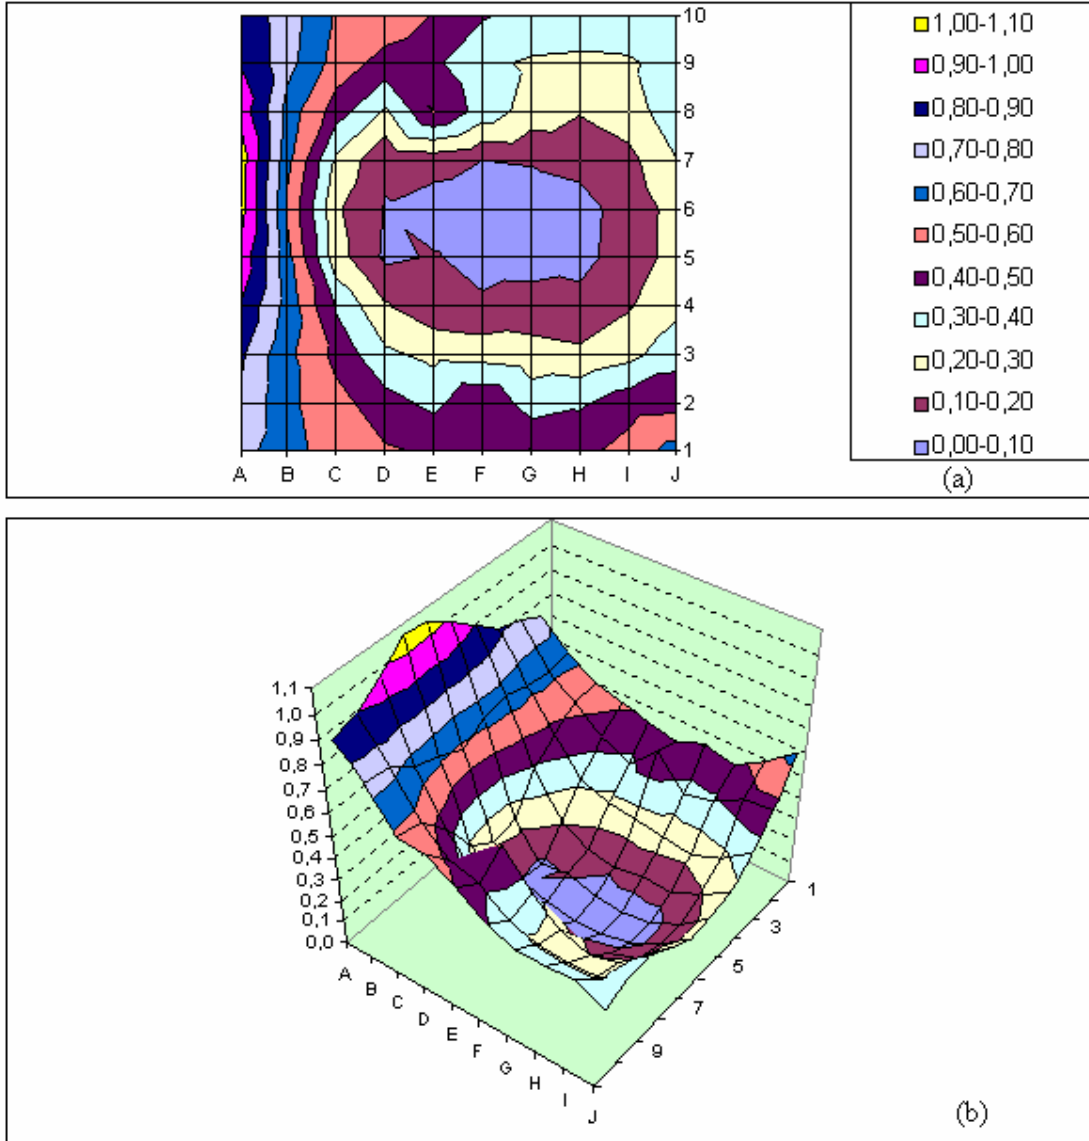 10
9
8
7
6
5
4
3
2
1
A B C D E F G H I J
1,00-1,10
0,90-1,00
0,80-0,90
0,70-0,80
0,60-0,70
0,50-0,60
0,40-0,50
0,30-0,40
0,20-0,30
0,10-0,20
0,00-0,10
(a)
1,1
1,0
0,9
0,8
0,7
0,6
0,5
0,4
0,3
0,2
0,1
0,0
A
B
C
D
E
F
G
H
I
J
1
3
5
7
9
(b)